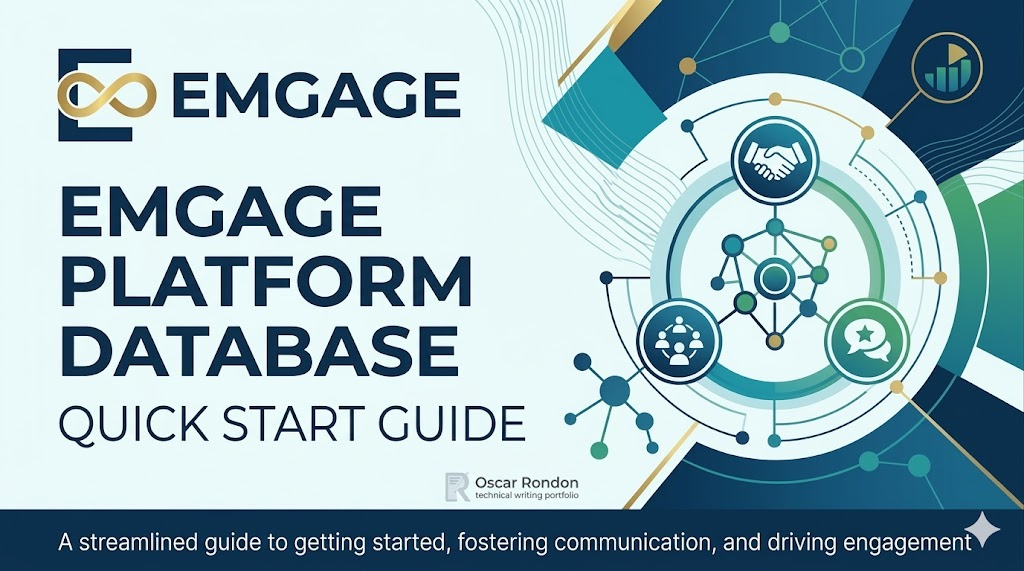 EMGAGE
EMGAGE
PLATFORM
DATABASE
QUICK START GUIDE
Oscar Rondon
technical writing portfolio
A streamlined guide to getting started, fostering communication, and driving engagement